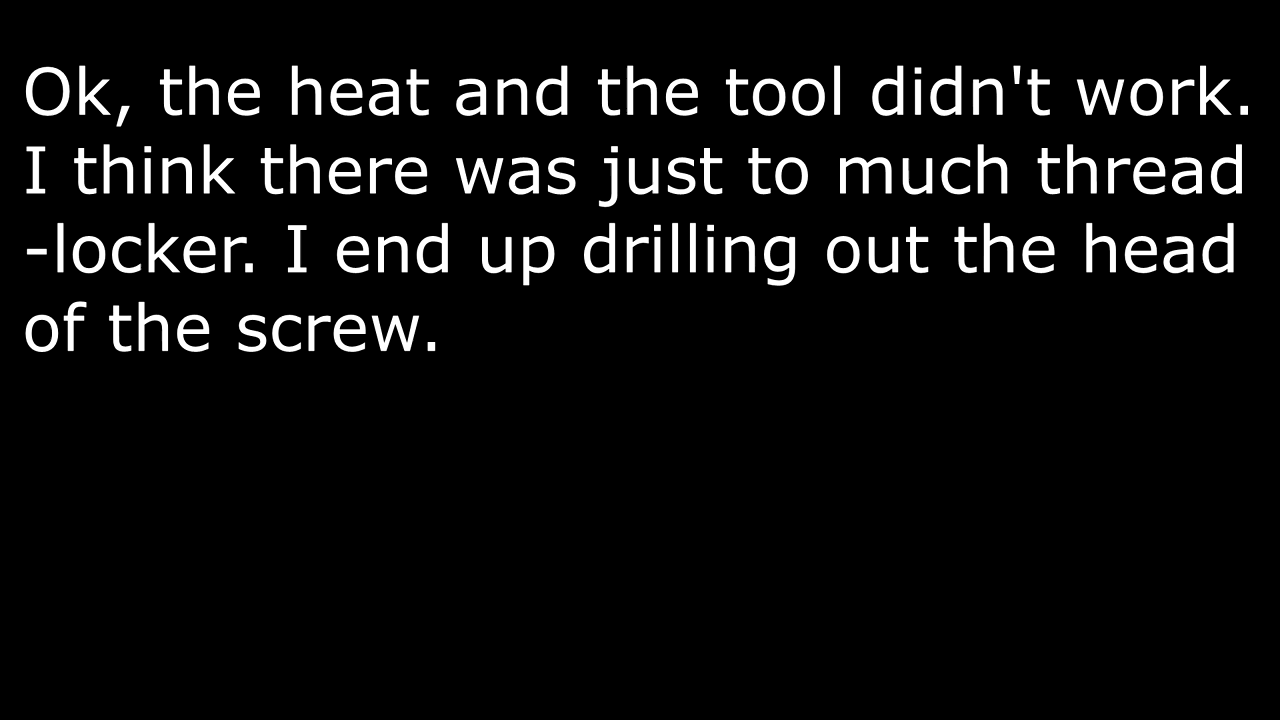 Ok, the heat and the tool didn't work.
I think there was just to much thread
-locker. I end up drilling out the head
of the screw.